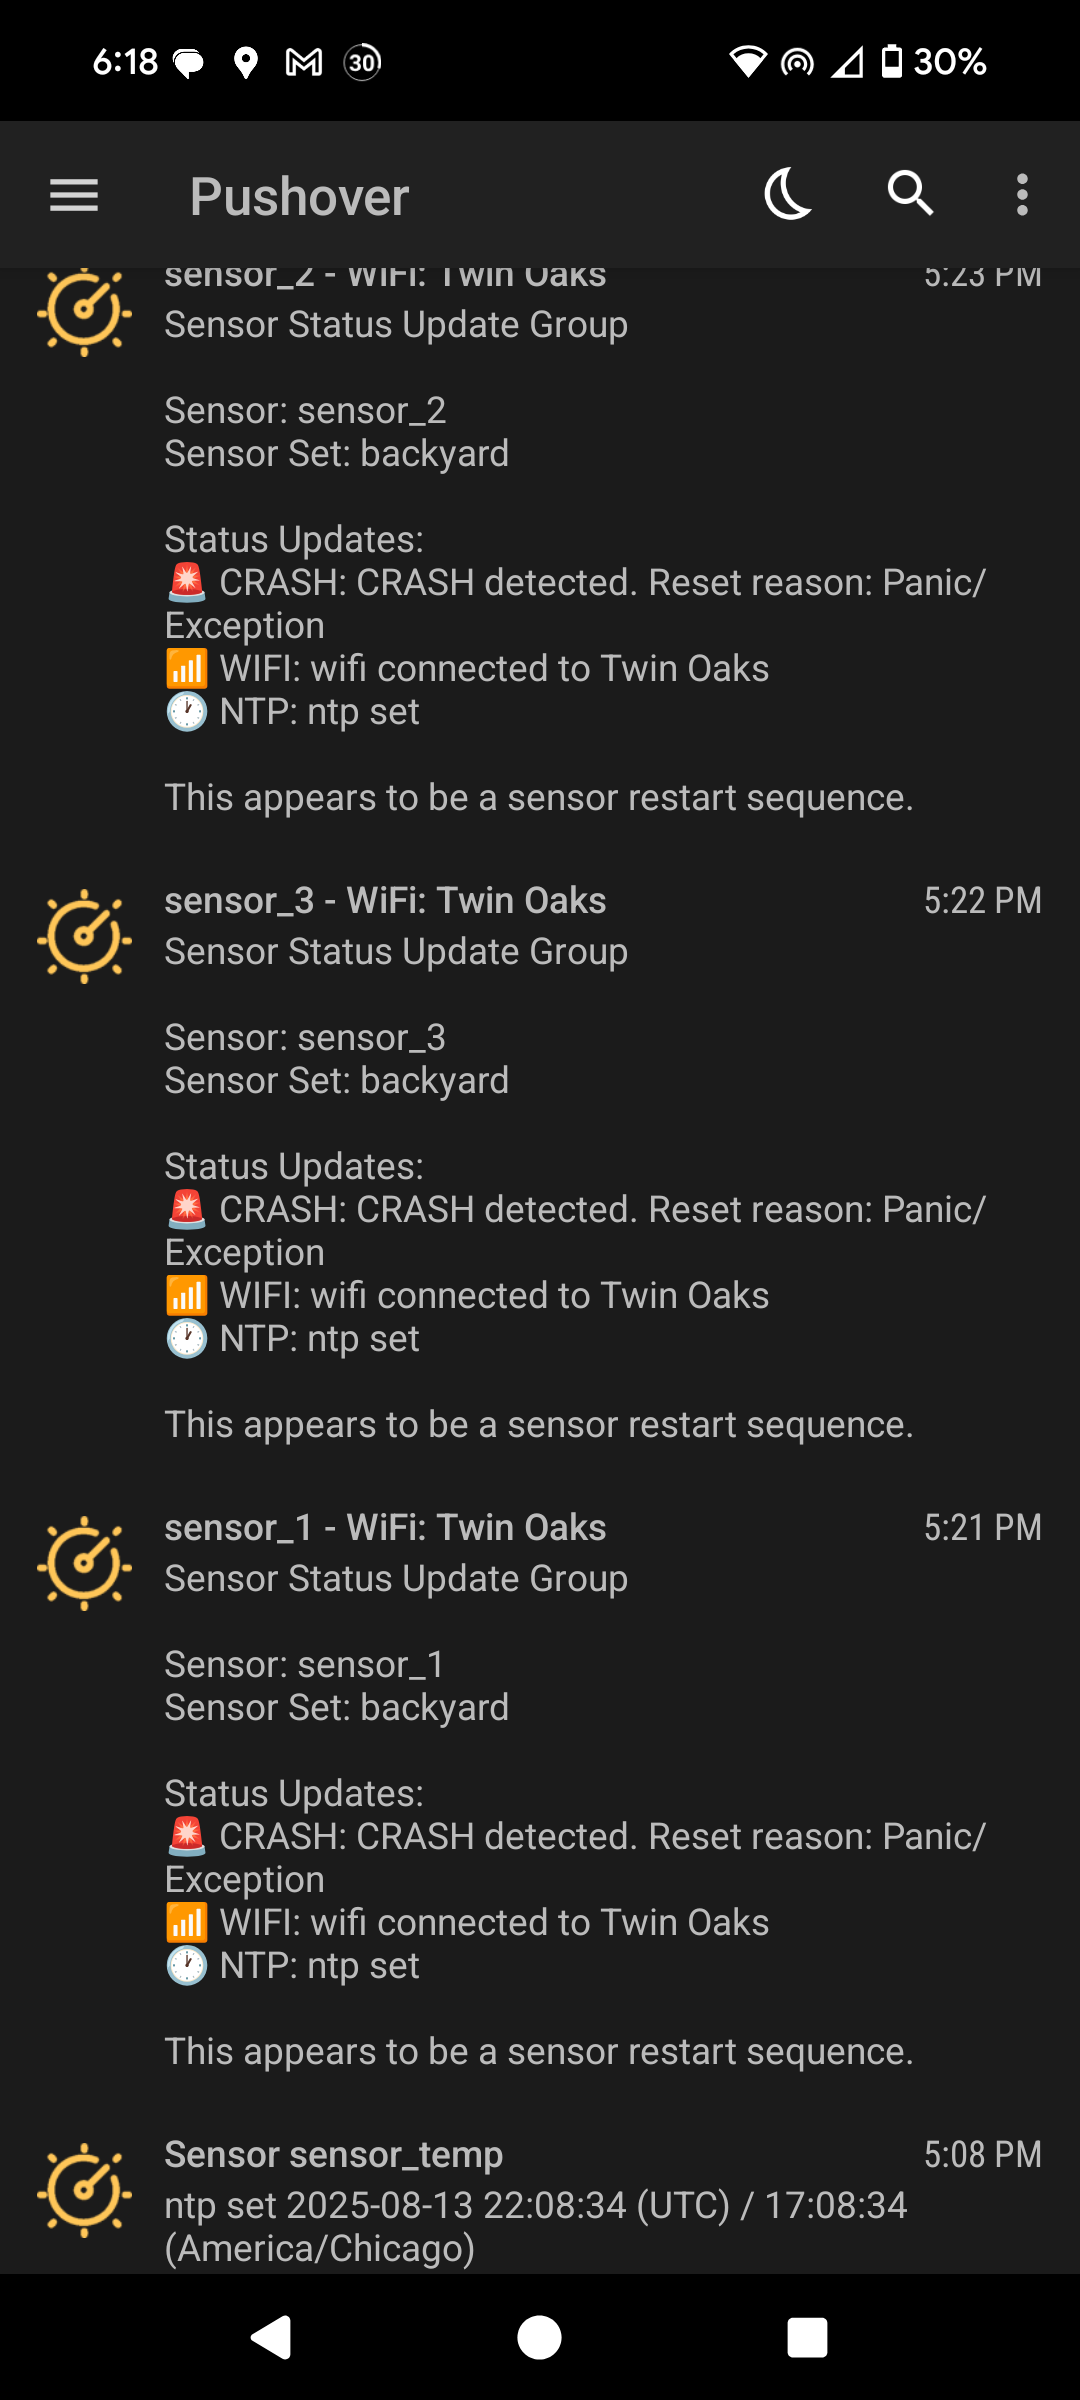 6:18 30 30%
Pushover
sensor_2 - WiFi: Twin Oaks 5:23 PM
Sensor Status Update Group
Sensor: sensor_2
Sensor Set: backyard
Status Updates:
🚨 CRASH: CRASH detected. Reset reason: Panic/
Exception
📶 WIFI: wifi connected to Twin Oaks
🕐 NTP: ntp set
This appears to be a sensor restart sequence.
sensor_3 - WiFi: Twin Oaks 5:22 PM
Sensor Status Update Group
Sensor: sensor_3
Sensor Set: backyard
Status Updates:
🚨 CRASH: CRASH detected. Reset reason: Panic/
Exception
📶 WIFI: wifi connected to Twin Oaks
🕐 NTP: ntp set
This appears to be a sensor restart sequence.
sensor_1 - WiFi: Twin Oaks 5:21 PM
Sensor Status Update Group
Sensor: sensor_1
Sensor Set: backyard
Status Updates:
🚨 CRASH: CRASH detected. Reset reason: Panic/
Exception
📶 WIFI: wifi connected to Twin Oaks
🕐 NTP: ntp set
This appears to be a sensor restart sequence.
Sensor sensor_temp 5:08 PM
ntp set 2025-08-13 22:08:34 (UTC) / 17:08:34
(America/Chicago)